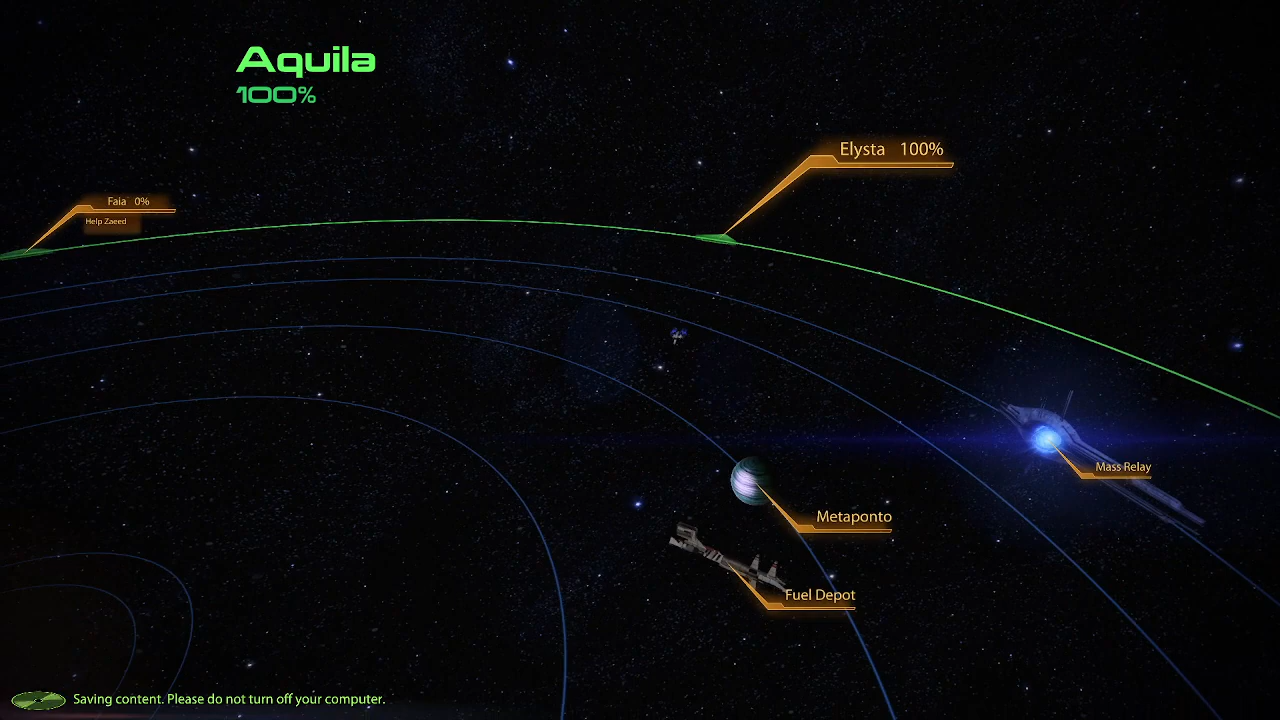 Aquila
100%
Elysta 100%
Faia 0%
Help Zaeed
Mass Relay
Metaponto
Fuel Depot
Saving content. Please do not turn off your computer.